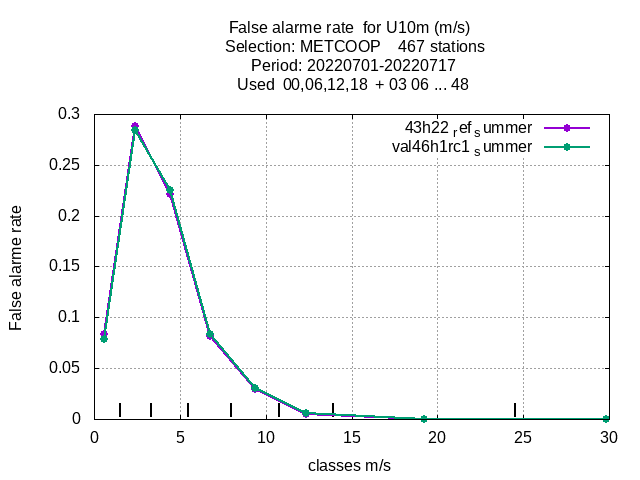 False alarme rate for U10m (m/s)
Selection: METCOOP 467 stations
Period: 20220701-20220717
Used 00,06,12,18 + 03 06 ... 48
43h22refsummer
val46h1rc1summer
0.3
0.25
0.2
0.15
0.1
0.05
0
False alarme rate
0 5 10 15 20 25 30
classes m/s